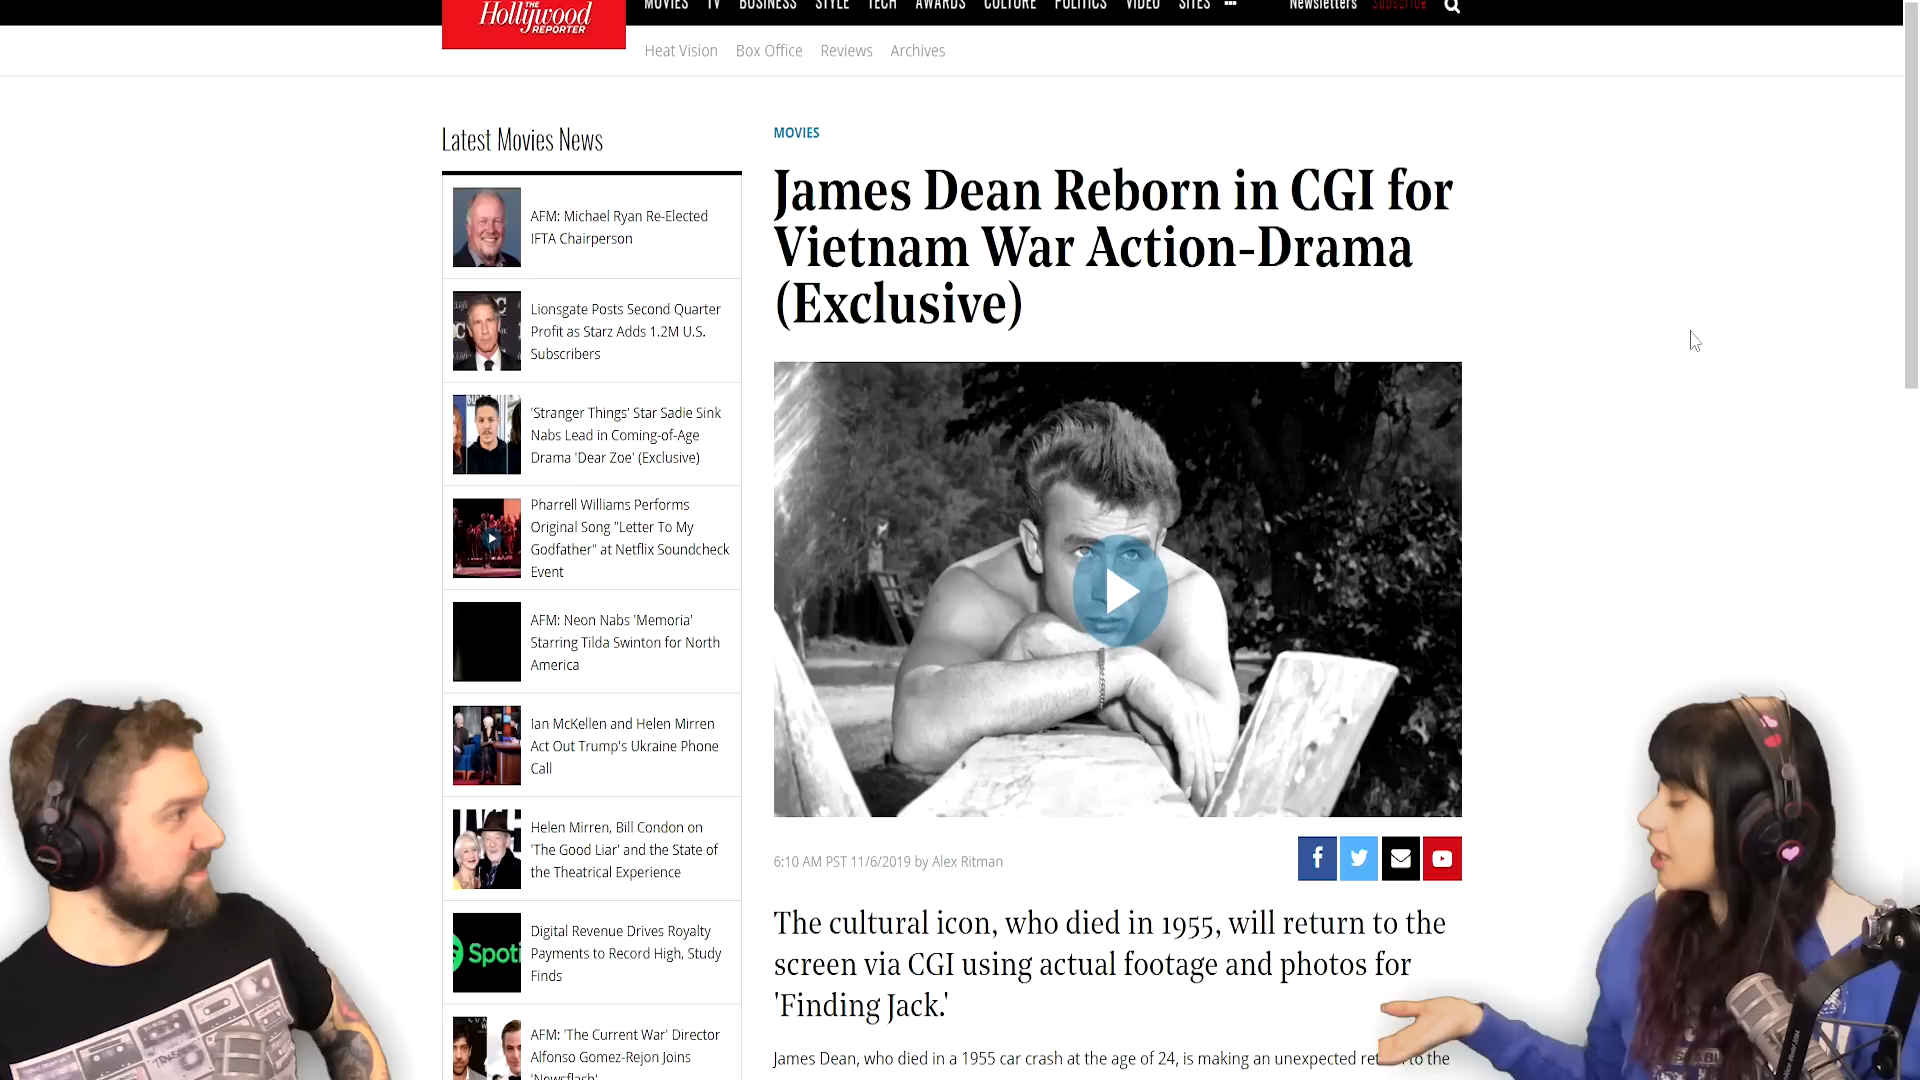 MOVIES TV BUSINESS STYLE TECH AWARDS CULTURE POLITICS VIDEO SITES ••• Newsletters Subscribe
THE
Hollywood
REPORTER
Heat Vision Box Office Reviews Archives
Latest Movies News
AFM: Michael Ryan Re-Elected
IFTA Chairperson
Lionsgate Posts Second Quarter
Profit as Starz Adds 1.2M U.S.
Subscribers
'Stranger Things' Star Sadie Sink
Nabs Lead in Coming-of-Age
Drama 'Dear Zoe' (Exclusive)
Pharrell Williams Performs
Original Song "Letter To My
Godfather" at Netflix Soundcheck
Event
AFM: Neon Nabs 'Memoria'
Starring Tilda Swinton for North
America
Ian McKellen and Helen Mirren
Act Out Trump's Ukraine Phone
Call
Helen Mirren, Bill Condon on
'The Good Liar' and the State of
the Theatrical Experience
Spoti
Digital Revenue Drives Royalty
Payments to Record High, Study
Finds
AFM: 'The Current War' Director
Alfonso Gomez-Rejon Joins
'Newsflash'
MOVIES
James Dean Reborn in CGI for
Vietnam War Action-Drama
(Exclusive)
6:10 AM PST 11/6/2019 by Alex Ritman
The cultural icon, who died in 1955, will return to the
screen via CGI using actual footage and photos for
'Finding Jack.'
James Dean, who died in a 1955 car crash at the age of 24, is making an unexpected to the